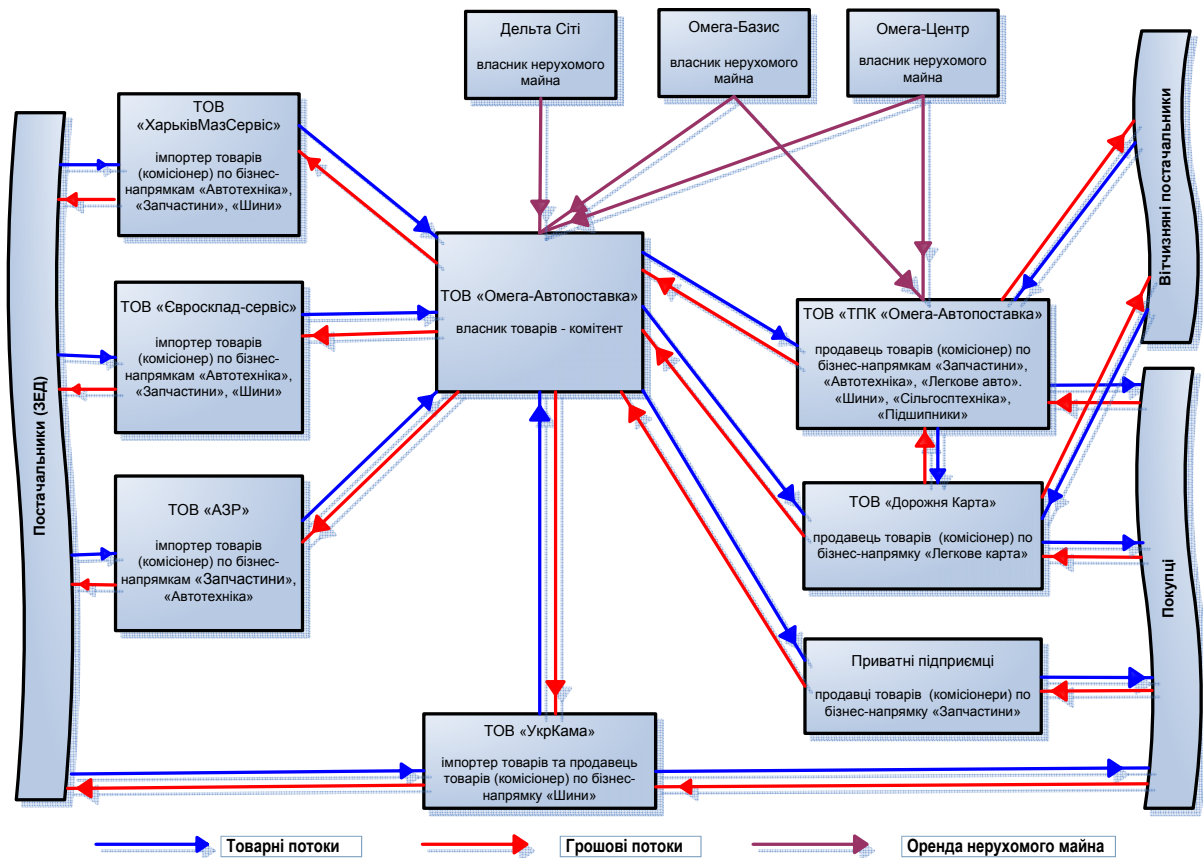 Дельта Сіті
власник нерухомого
майна
Омега-Базис
власник нерухомого
майна
Омега-Центр
власник нерухомого
майна
Вітчизняні постачальники
Постачальники (ЗЕД)
ТОВ
«ХарьківМазСервіс»
імпортер товарів
(комісіонер) по бізнес-
напрямкам «Автотехніка»,
«Запчастини», «Шини»
ТОВ «Євросклад-сервіс»
імпортер товарів
(комісіонер) по бізнес-
напрямкам «Автотехніка»,
«Запчастини», «Шини»
ТОВ «АЗР»
імпортер товарів
(комісіонер) по бізнес-
напрямкам «Запчастини»,
«Автотехніка»
ТОВ «Омега-Автопоставка»
власник товарів - комітент
ТОВ «ТПК «Омега-Автопоставка»
продавець товарів (комісіонер) по
бізнес-напрямкам «Запчастини»,
«Автотехніка», «Легкове авто».
«Шини», «Сільгосптехніка»,
«Підшипники»
ТОВ «Дорожня Карта»
продавець товарів (комісіонер) по
бізнес-напрямку «Легкове карта»
Приватні підприємці
продавці товарів (комісіонери) по
бізнес-напрямку «Запчастини»
Покупці
ТОВ «УкрКама»
імпортер товарів та продавець
товарів (комісіонер) по бізнес-
напрямку «Шини»
Товарні потоки
Грошові потоки
Оренда нерухомого майна